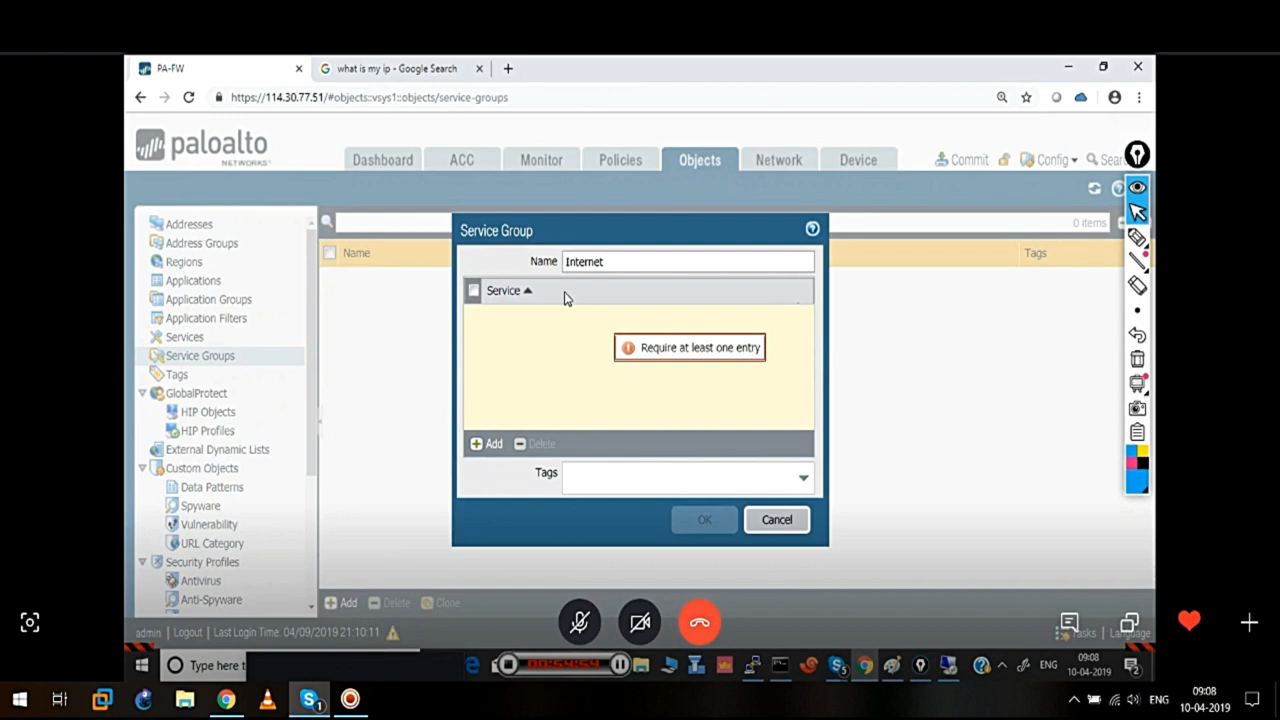 PA-FW
what is my ip - Google Search
https://114.30.77.51/#objects::vsys1::objects/service-groups
paloalto
NETWORKS
Dashboard
ACC
Monitor
Policies
Objects
Network
Device
Commit
Config
Sear
0 items
Addresses
Address Groups
Regions
Applications
Application Groups
Application Filters
Services
Service Groups
Tags
GlobalProtect
HIP Objects
HIP Profiles
External Dynamic Lists
Custom Objects
Data Patterns
Spyware
Vulnerability
URL Category
Security Profiles
Antivirus
Anti-Spyware
Name
Tags
Service Group
Name Internet
Service
Require at least one entry
Add Delete
Tags
OK
Cancel
Add Delete Clone
admin | Logout | Last Login Time: 04/09/2019 21:10:11
Tasks | Language
Type here t
ENG
09:08
10-04-2019
2
ENG
09:08
10-04-2019